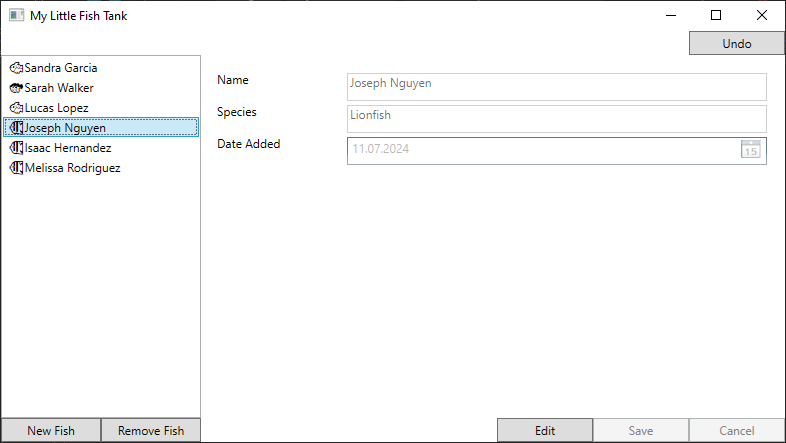 My Little Fish Tank
Undo
Sandra Garcia
Sarah Walker
Lucas Lopez
Joseph Nguyen
Isaac Hernandez
Melissa Rodriguez
Name
Joseph Nguyen
Species
Lionfish
Date Added
11.07.2024
15
New Fish
Remove Fish
Edit
Save
Cancel